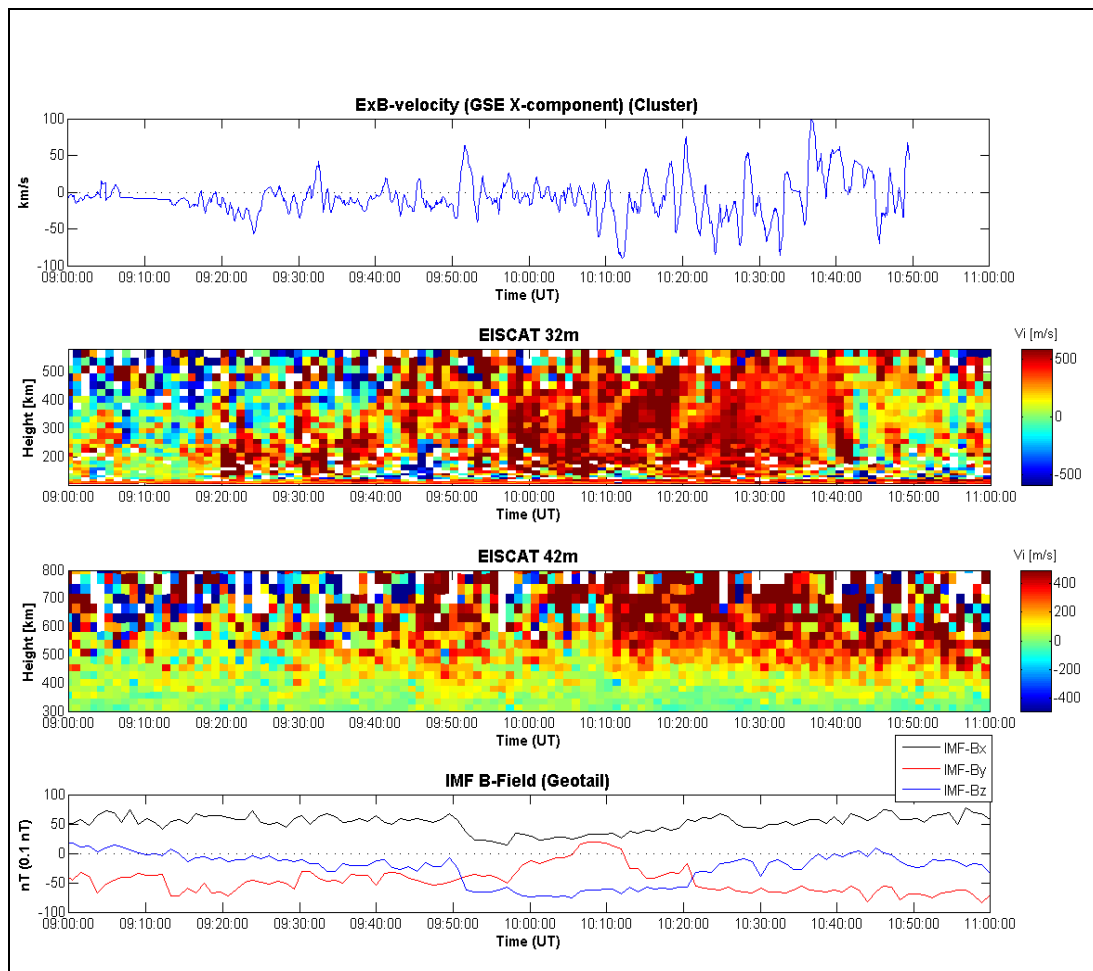 ExB-velocity (GSE X-component) (Cluster)
km/s
100
50
0
-50
-100
09:00:00 09:10:00 09:20:00 09:30:00 09:40:00 09:50:00 10:00:00 10:10:00 10:20:00 10:30:00 10:40:00 10:50:00 11:00:00
Time (UT)
EISCAT 32m
Vi [m/s]
Height [km]
500
400
300
200
500
0
-500
09:00:00 09:10:00 09:20:00 09:30:00 09:40:00 09:50:00 10:00:00 10:10:00 10:20:00 10:30:00 10:40:00 10:50:00 11:00:00
Time (UT)
EISCAT 42m
Vi [m/s]
Height [km]
800
700
600
500
400
300
400
200
0
-200
-400
09:00:00 09:10:00 09:20:00 09:30:00 09:40:00 09:50:00 10:00:00 10:10:00 10:20:00 10:30:00 10:40:00 10:50:00 11:00:00
Time (UT)
IMF-Bx
IMF-By
IMF-Bz
IMF B-Field (Geotail)
nT (0.1 nT)
100
50
0
-50
-100
09:00:00 09:10:00 09:20:00 09:30:00 09:40:00 09:50:00 10:00:00 10:10:00 10:20:00 10:30:00 10:40:00 10:50:00 11:00:00
Time (UT)